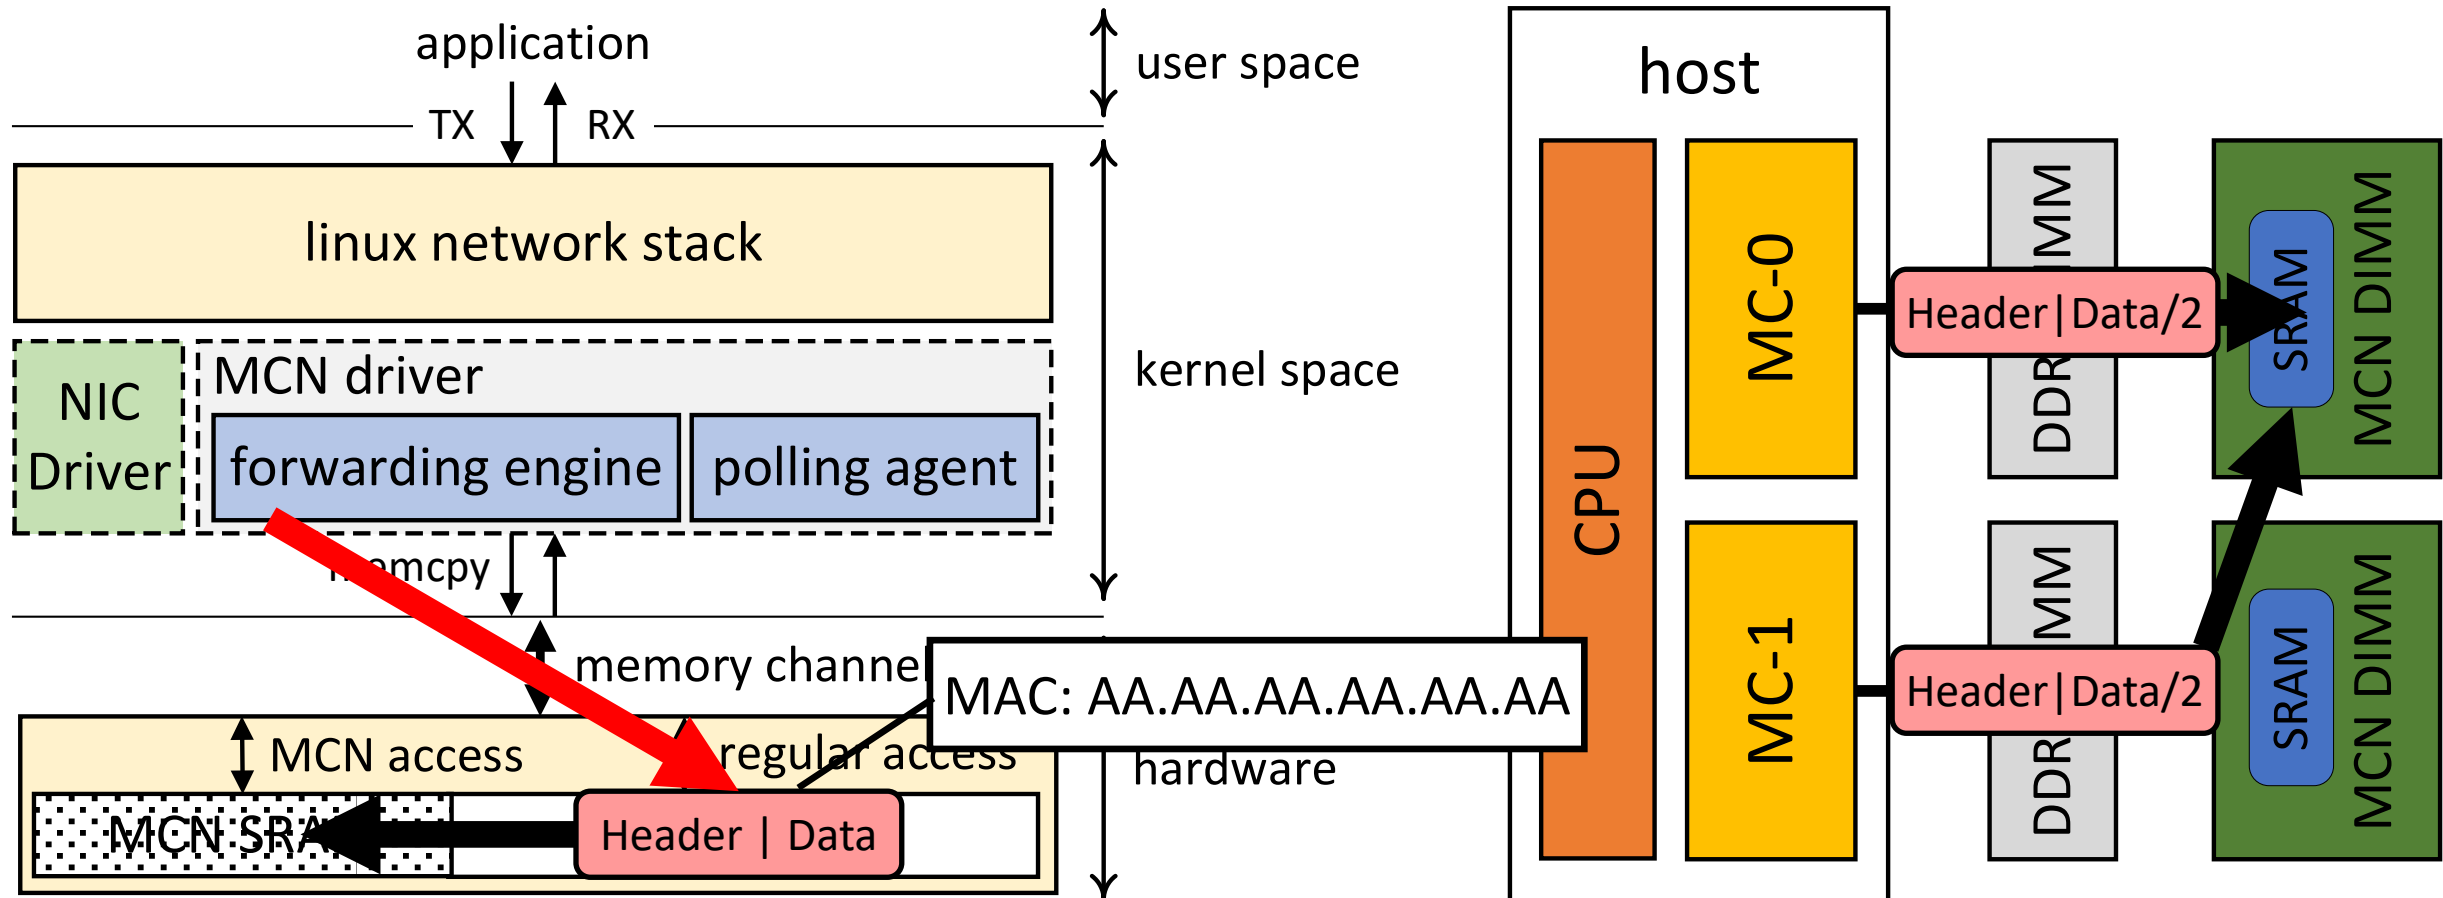 application
TX
RX
user space
linux network stack
kernel space
NIC
Driver
MCN driver
forwarding engine
polling agent
memory channel
MAC: AA.AA.AA.AA.AA.AA
MCN access
regular access
hardware
Header | Data
host
CPU
MC-0
MC-1
Header|Data/2
SRAM
MCN DIMM
Header|Data/2
SRAM
MCN DIMM